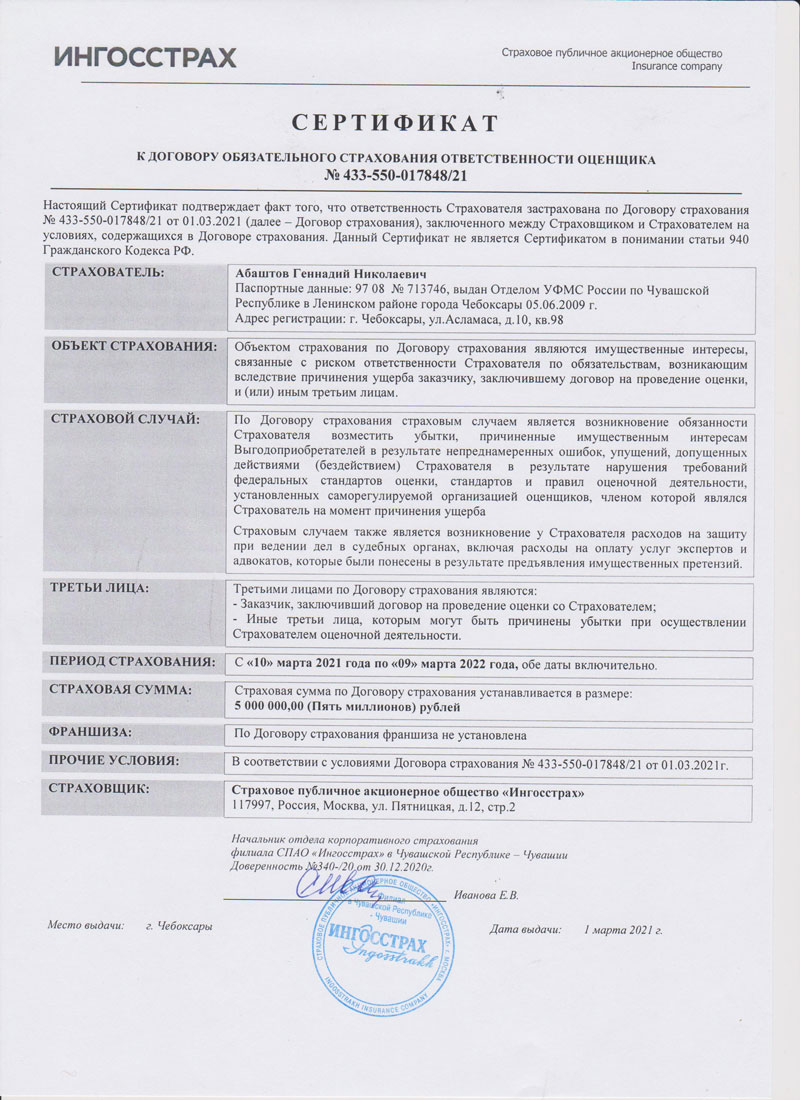 ИНГОССТРАХ
Страховое публичное акционерное общество
Insurance company
СЕРТИФИКАТ
К ДОГОВОРУ ОБЯЗАТЕЛЬНОГО СТРАХОВАНИЯ ОТВЕТСТВЕННОСТИ ОЦЕНЩИКА
№ 433-550-017848/21
Настоящий Сертификат подтверждает факт того, что ответственность Страхователя застрахована по Договору страхования
№ 433-550-017848/21 от 01.03.2021 (далее – Договор страхования), заключенного между Страховщиком и Страхователем на
условиях, содержащихся в Договоре страхования. Данный Сертификат не является Сертификатом в понимании статьи 940
Гражданского Кодекса РФ.
СТРАХОВАТЕЛЬ:
Абаштов Геннадий Николаевич
Паспортные данные: 97 08 № 713746, выдан Отделом УФМС России по Чувашской
Республике в Ленинском районе города Чебоксары 05.06.2009 г.
Адрес регистрации: г. Чебоксары, ул.Асламаса, д.10, кв.98
ОБЪЕКТ СТРАХОВАНИЯ:
Объектом страхования по Договору страхования являются имущественные интересы,
связанные с риском ответственности Страхователя по обязательствам, возникающим
вследствие причинения ущерба заказчику, заключившему договор на проведение оценки,
и (или) иным третьим лицам.
СТРАХОВОЙ СЛУЧАЙ:
По Договору страхования страховым случаем является возникновение обязанности
Страхователя возместить убытки, причиненные имущественным интересам
Выгодоприобретателей в результате непреднамеренных ошибок, упущений, допущенных
действиями (бездействием) Страхователя в результате нарушения требований
федеральных стандартов оценки, стандартов и правил оценочной деятельности,
установленных саморегулируемой организацией оценщиков, членом которой являлся
Страхователь на момент причинения ущерба
Страховым случаем также является возникновение у Страхователя расходов на защиту
при ведении дел в судебных органах, включая расходы на оплату услуг экспертов и
адвокатов, которые были понесены в результате предъявления имущественных претензий.
ТРЕТЬИ ЛИЦА:
Третьими лицами по Договору страхования являются:
- Заказчик, заключивший договор на проведение оценки со Страхователем;
- Иные третьи лица, которым могут быть причинены убытки при осуществлении
Страхователем оценочной деятельности.
ПЕРИОД СТРАХОВАНИЯ:
С «10» марта 2021 года по «09» марта 2022 года, обе даты включительно.
СТРАХОВАЯ СУММА:
Страховая сумма по Договору страхования устанавливается в размере:
5 000 000,00 (Пять миллионов) рублей
ФРАНШИЗА:
По Договору страхования франшиза не установлена
ПРОЧИЕ УСЛОВИЯ:
В соответствии с условиями Договора страхования № 433-550-017848/21 от 01.03.2021г.
СТРАХОВЩИК:
Страховое публичное акционерное общество «Ингосстрах»
117997, Россия, Москва, ул. Пятницкая, д.12, стр.2
Начальник отдела корпоративного страхования
филиала СПАО «Ингосстрах» в Чувашской Республике – Чувашии
Доверенность №340-/20 от 30.12.2020г.
Иванова Е.В.
СТРАХОВОЕ ПУБЛИЧНОЕ АКЦИОНЕРНОЕ ОБЩЕСТВО «ИНГОССТРАХ» г. МОСКВА
Филиал
в Чувашской Республике
- Чувашии
ИНГОССТРАХ
Ingosstrakh
INGOSSTRAKH INSURANCE COMPANY
Место выдачи: г. Чебоксары
Дата выдачи: 1 марта 2021 г.